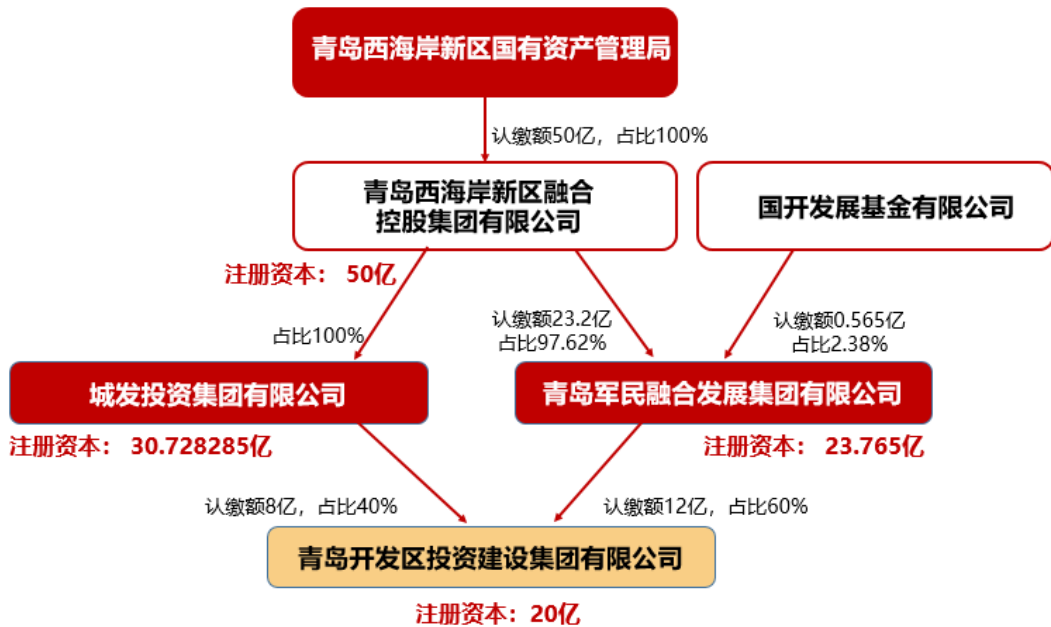 青岛西海岸新区国有资产管理局
认缴额50亿，占比100%
青岛西海岸新区融合
控股集团有限公司
国开发展基金有限公司
注册资本： 50亿
占比100%
认缴额23.2亿
占比97.62%
认缴额0.565亿
占比2.38%
城发投资集团有限公司
青岛军民融合发展集团有限公司
注册资本： 30.728285亿
注册资本： 23.765亿
认缴额8亿，占比40%
认缴额12亿，占比60%
青岛开发区投资建设集团有限公司
注册资本：20亿